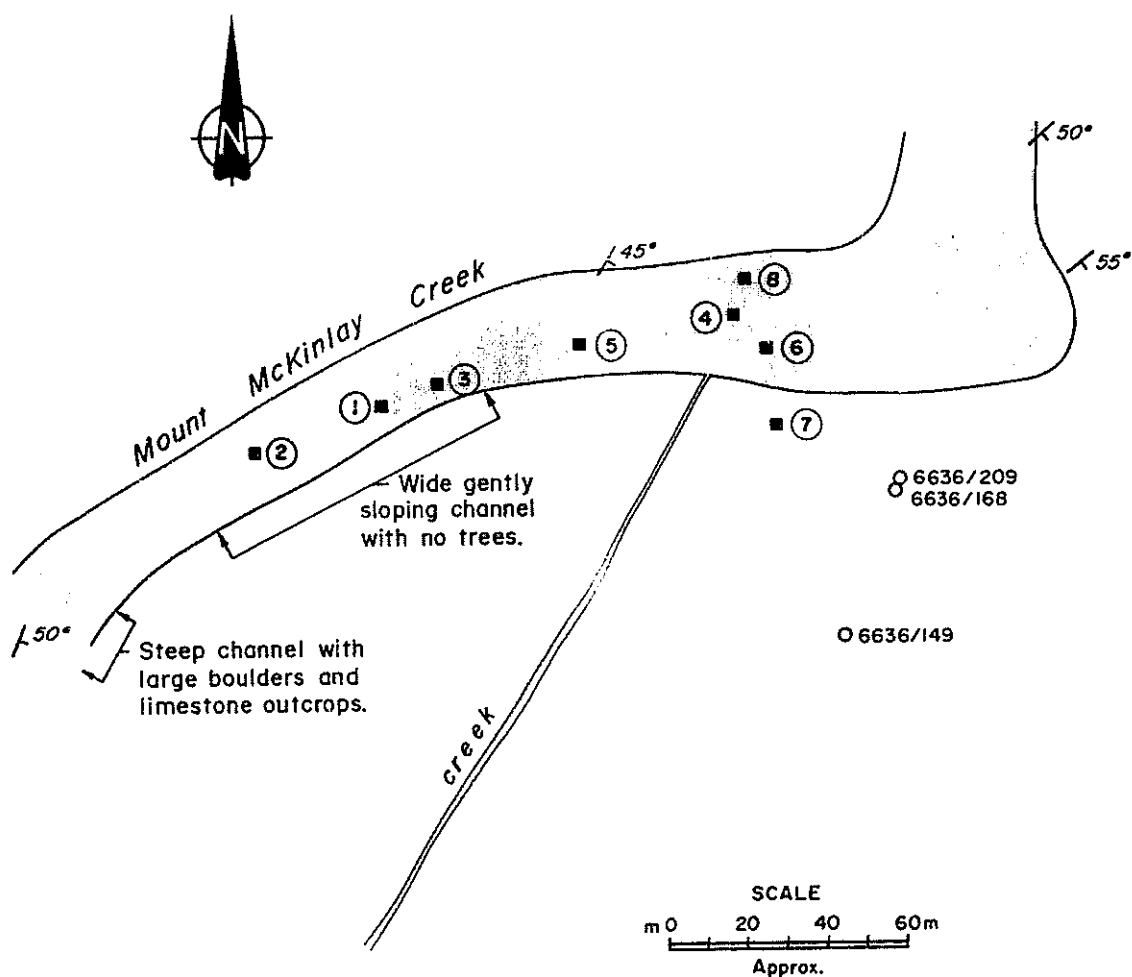 N
50°
45°
55°
Mount McKinlay Creek
8
4
6
5
3
1
2
7
6636/209
6636/168
Wide gently
sloping channel
with no trees.
6636/149
50°
Steep channel with
large boulders and
limestone outcrops.
creek
SCALE
m 0 20 40 60m
Approx.